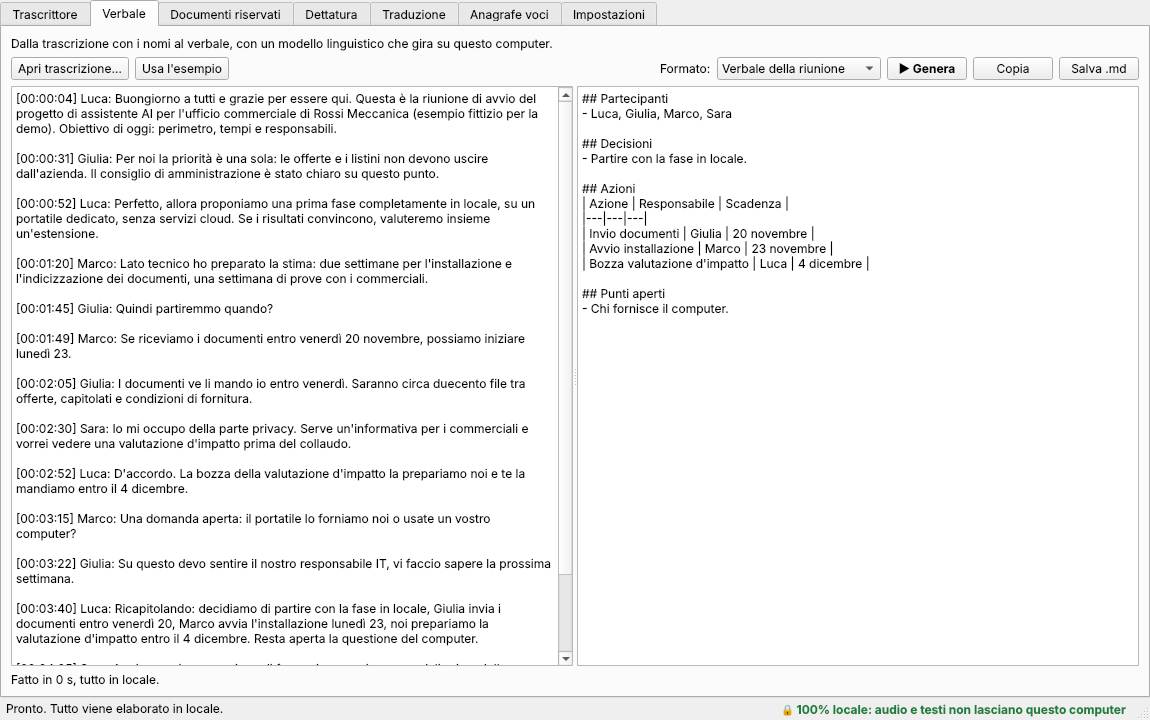 Trascrittore
Verbale
Documenti riservati
Dettatura
Traduzione
Anagrafe voci
Impostazioni
Dalla trascrizione con i nomi al verbale, con un modello linguistico che gira su questo computer.
Apri trascrizione...
Usa l'esempio
Formato:
Verbale della riunione
▶ Genera
Copia
Salva .md
[00:00:04] Luca: Buongiorno a tutti e grazie per essere qui. Questa è la riunione di avvio del
progetto di assistente AI per l'ufficio commerciale di Rossi Meccanica (esempio fittizio per la
demo). Obiettivo di oggi: perimetro, tempi e responsabili.
[00:00:31] Giulia: Per noi la priorità è una sola: le offerte e i listini non devono uscire
dall'azienda. Il consiglio di amministrazione è stato chiaro su questo punto.
[00:00:52] Luca: Perfetto, allora proponiamo una prima fase completamente in locale, su un
portatile dedicato, senza servizi cloud. Se i risultati convincono, valuteremo insieme
un'estensione.
[00:01:20] Marco: Lato tecnico ho preparato la stima: due settimane per l'installazione e
l'indicizzazione dei documenti, una settimana di prove con i commerciali.
[00:01:45] Giulia: Quindi partiremmo quando?
[00:01:49] Marco: Se riceviamo i documenti entro venerdì 20 novembre, possiamo iniziare
lunedì 23.
[00:02:05] Giulia: I documenti ve li mando io entro venerdì. Saranno circa duecento file tra
offerte, capitolati e condizioni di fornitura.
[00:02:30] Sara: Io mi occupo della parte privacy. Serve un'informativa per i commerciali e
vorrei vedere una valutazione d'impatto prima del collaudo.
[00:02:52] Luca: D'accordo. La bozza della valutazione d'impatto la prepariamo noi e te la
mandiamo entro il 4 dicembre.
[00:03:15] Marco: Una domanda aperta: il portatile lo forniamo noi o usate un vostro
computer?
[00:03:22] Giulia: Su questo devo sentire il nostro responsabile IT, vi faccio sapere la prossima
settimana.
[00:03:40] Luca: Ricapitolando: decidiamo di partire con la fase in locale, Giulia invia i
documenti entro venerdì 20, Marco avvia l'installazione lunedì 23, noi prepariamo la
valutazione d'impatto entro il 4 dicembre. Resta aperta la questione del computer.
## Partecipanti
- Luca, Giulia, Marco, Sara
## Decisioni
- Partire con la fase in locale.
## Azioni
| Azione | Responsabile | Scadenza |
|---|---|---|
| Invio documenti | Giulia | 20 novembre |
| Avvio installazione | Marco | 23 novembre |
| Bozza valutazione d'impatto | Luca | 4 dicembre |
## Punti aperti
- Chi fornisce il computer.
Fatto in 0 s, tutto in locale.
Pronto. Tutto viene elaborato in locale.
🔒 100% locale: audio e testi non lasciano questo computer